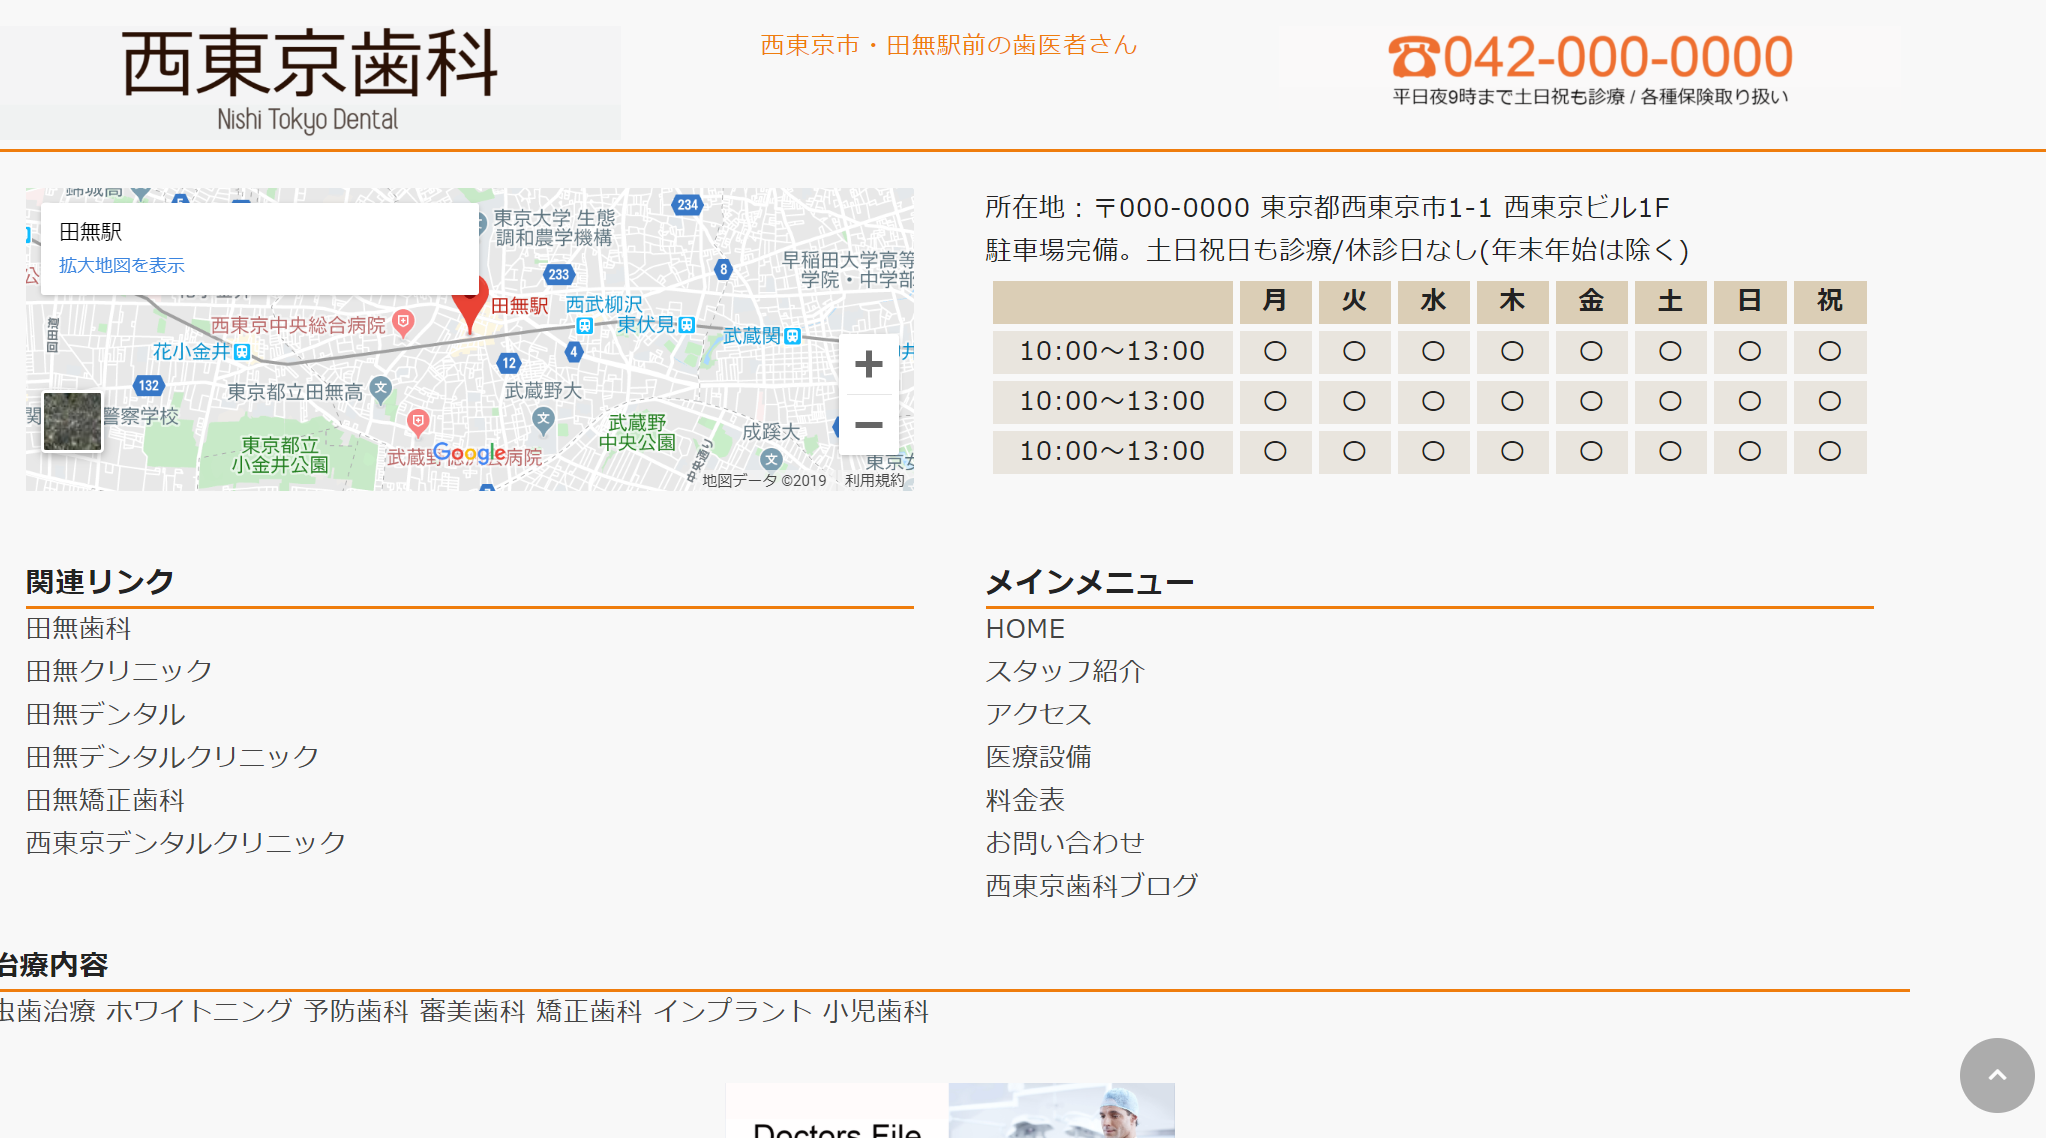 西東京歯科
Nishi Tokyo Dental
西東京市・田無駅前の歯医者さん
☎042-000-0000
平日夜9時まで土日祝も診療 / 各種保険取り扱い
田無駅
拡大地図を表示
東京大学 生態
調和農学機構
234
233
8
早稲田大学高等
学院・中学部
田無駅
西武柳沢
東伏見
武蔵関
西東京中央総合病院
花小金井
12
4
132
東京都立田無高
武蔵野大
警察学校
武蔵野
中央公園
成蹊大
東京都立
小金井公園
Google
中央通り
地図データ ©2019
利用規約
所在地：〒000-0000 東京都西東京市1-1 西東京ビル1F
駐車場完備。土日祝日も診療/休診日なし(年末年始は除く)
月 火 水 木 金 土 日 祝
10:00～13:00 〇 〇 〇 〇 〇 〇 〇 〇
10:00～13:00 〇 〇 〇 〇 〇 〇 〇 〇
10:00～13:00 〇 〇 〇 〇 〇 〇 〇 〇
関連リンク
田無歯科
田無クリニック
田無デンタル
田無デンタルクリニック
田無矯正歯科
西東京デンタルクリニック
メインメニュー
HOME
スタッフ紹介
アクセス
医療設備
料金表
お問い合わせ
西東京歯科ブログ
治療内容
虫歯治療 ホワイトニング 予防歯科 審美歯科 矯正歯科 インプラント 小児歯科
Doctors File